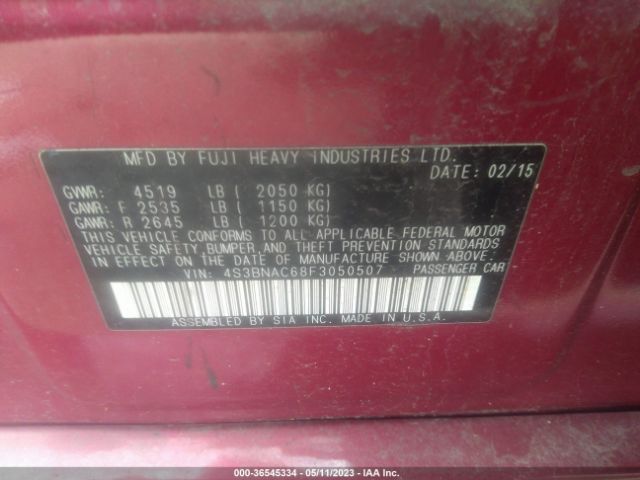 MFD BY FUJI HEAVY INDUSTRIES LTD.
DATE: 02/15
GVWR: 4519 LB ( 2050 KG)
GAWR: F 2535 LB ( 1150 KG)
GAWR: R 2645 LB ( 1200 KG)
THIS VEHICLE CONFORMS TO ALL APPLICABLE FEDERAL MOTOR
VEHICLE SAFETY, BUMPER, AND THEFT PREVENTION STANDARDS
IN EFFECT ON THE DATE OF MANUFACTURE SHOWN ABOVE.
VIN: 4S3BNAC68F3050507 PASSENGER CAR
ASSEMBLED BY SIA INC. MADE IN U.S.A.
000-36545334 - 05/11/2023 - IAA Inc.